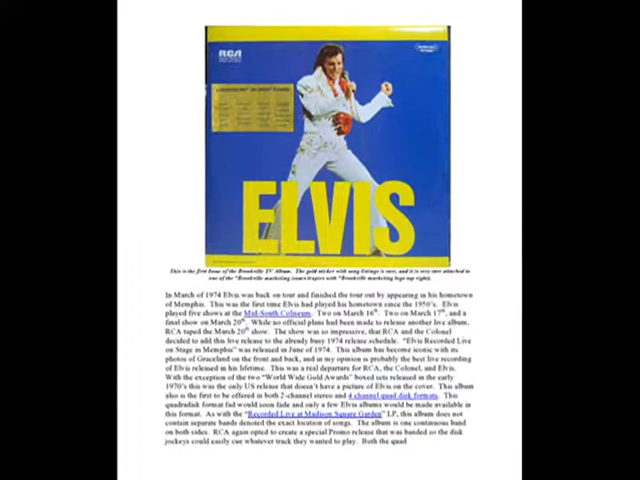 RCA
ELVIS
This is the first Issue of the Brookville TV Album. The gold sticker with song listings is rare, and it is very rare attached to
one of the "Brookville marketing issues
In March of 1974 Elvis was back on tour and finished the tour out by appearing in his hometown
of Memphis. This was the first time Elvis had played his hometown since the 1950's. Elvis
played five shows at the Mid-South Coliseum. Two on March 16th. Two on March 17th, and a
final show on March 20th. While no official plans had been made to release another live album,
RCA taped the March 20th show. The show was so impressive, that RCA and the Colonel
decided to add this live release to the already busy 1974 release schedule. "Elvis Recorded Live
on Stage in Memphis" was released in June of 1974. This album has become iconic with its
photos of Graceland on the front and back, and in my opinion is probably the best live recording
of Elvis released in his lifetime. This was a real departure for RCA, the Colonel, and Elvis.
With the exception of the two "World Wide Gold Awards" boxed sets released in the early
1970's this was the only US release that doesn't have a picture of Elvis on the cover. This album
also is the first to be offered in both 2-channel stereo and 4 channel quad disk formats. This
quadradisk format fad would soon fade and only a few Elvis albums would be made available in
this format. As with the "Recorded Live at Madison Square Garden" LP, this album does not
contain separate bands denoted the exact location of songs. The album is one continuous band
on both sides. RCA again opted to create a special Promo release that was banded so the disk
jockeys could easily cue whatever track they wanted to play. Both the quad